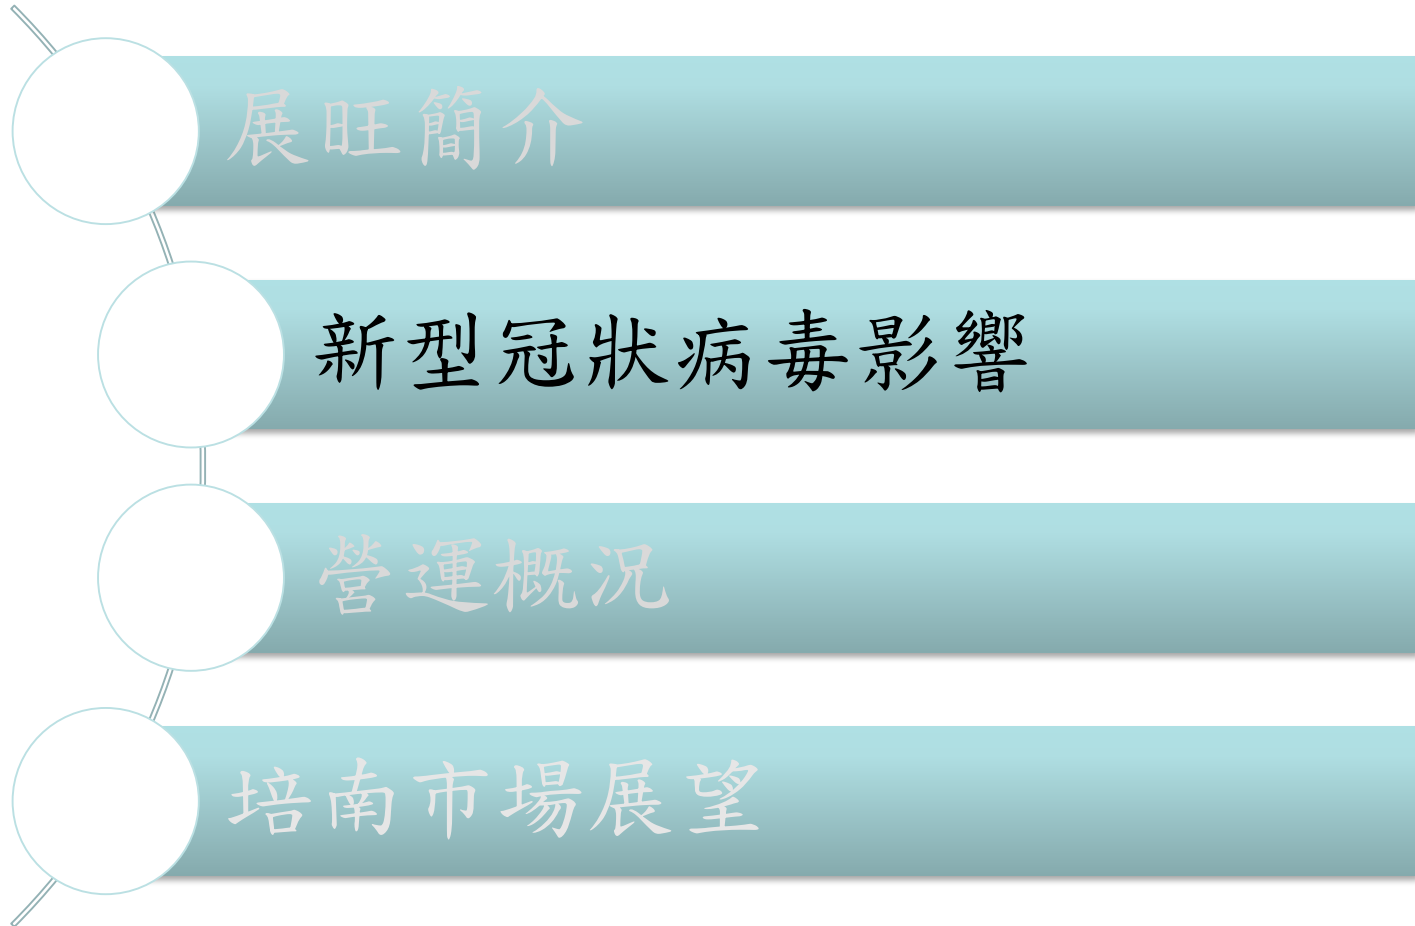 展旺簡介
新型冠狀病毒影響
營運概況
培南市場展望